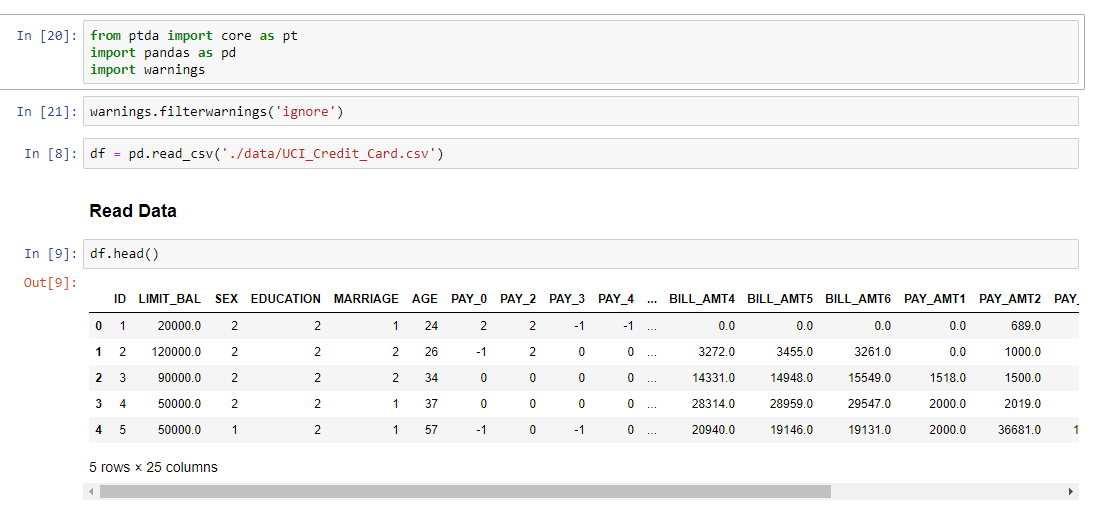 In [20]: from ptda import core as pt
import pandas as pd
import warnings
In [21]: warnings.filterwarnings('ignore')
In [8]: df = pd.read_csv('./data/UCI_Credit_Card.csv')
Read Data
In [9]: df.head()
Out[9]:
ID LIMIT_BAL SEX EDUCATION MARRIAGE AGE PAY_0 PAY_2 PAY_3 PAY_4 ... BILL_AMT4 BILL_AMT5 BILL_AMT6 PAY_AMT1 PAY_AMT2 PAY_
0 1 20000.0 2 2 1 24 2 2 -1 -1 ... 0.0 0.0 0.0 0.0 689.0
1 2 120000.0 2 2 2 26 -1 2 0 0 ... 3272.0 3455.0 3261.0 0.0 1000.0
2 3 90000.0 2 2 2 34 0 0 0 0 ... 14331.0 14948.0 15549.0 1518.0 1500.0
3 4 50000.0 2 2 1 37 0 0 0 0 ... 28314.0 28959.0 29547.0 2000.0 2019.0
4 5 50000.0 1 2 1 57 -1 0 -1 0 ... 20940.0 19146.0 19131.0 2000.0 36681.0 1
5 rows × 25 columns